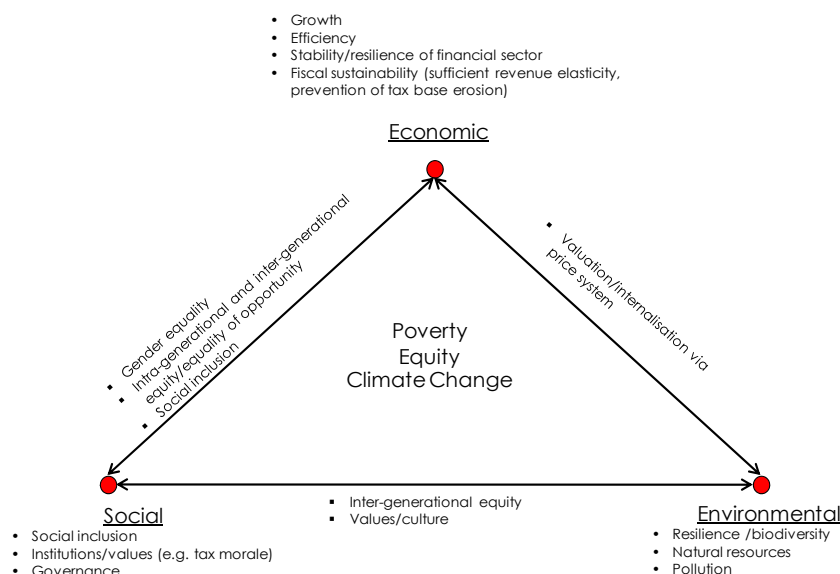 • Growth
• Efficiency
• Stability/resilience of financial sector
• Fiscal sustainability (sufficient revenue elasticity,
prevention of tax base erosion)
Economic
▪ Gender equality
▪ Intra-generational and inter-generational
equity/equality of opportunity
▪ Social inclusion
▪ Valuation/internalisation via
price system
Poverty
Equity
Climate Change
▪ Inter-generational equity
▪ Values/culture
Social
• Social inclusion
• Institutions/values (e.g. tax morale)
• Governance
Environmental
• Resilience /biodiversity
• Natural resources
• Pollution